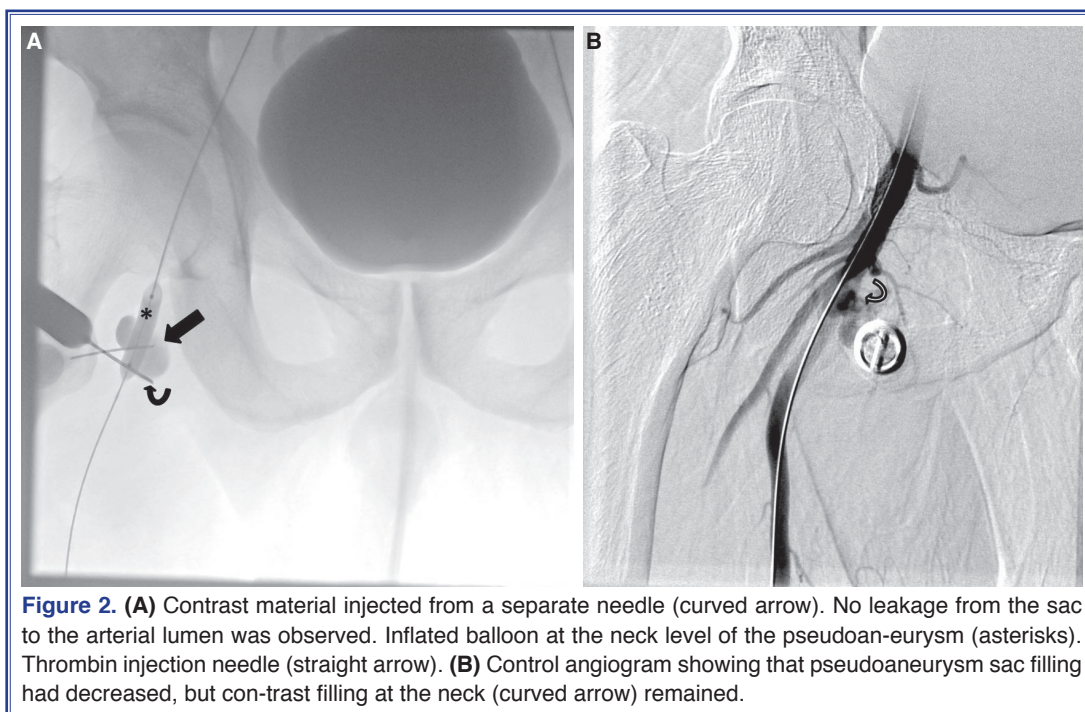 A
B
*
Figure 2. (A) Contrast material injected from a separate needle (curved arrow). No leakage from the sac
to the arterial lumen was observed. Inflated balloon at the neck level of the pseudoan-eurysm (asterisks).
Thrombin injection needle (straight arrow). (B) Control angiogram showing that pseudoaneurysm sac filling
had decreased, but con-trast filling at the neck (curved arrow) remained.